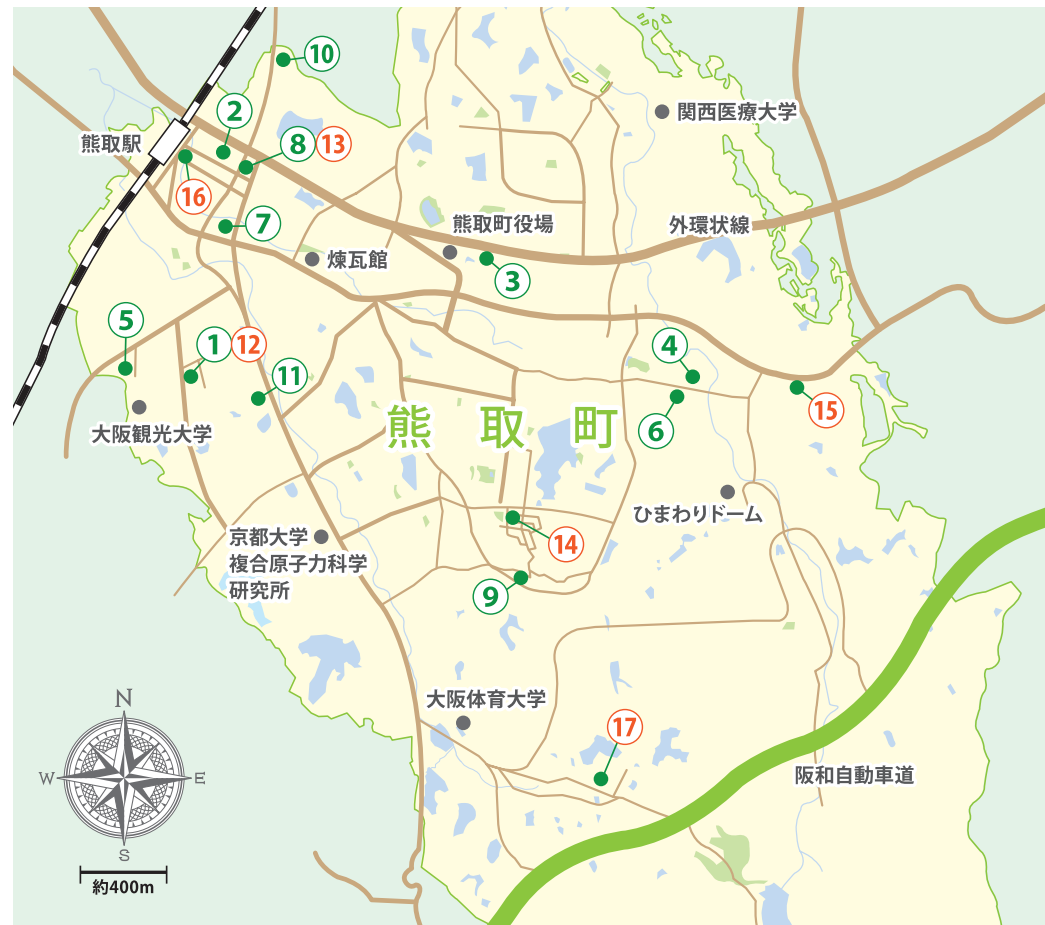 10
2
関西医療大学
熊取駅
8 13
16
7
熊取町役場
外環状線
煉瓦館
3
5
1 12
4
11
15
熊取町
6
大阪観光大学
ひまわりドーム
京都大学
複合原子力科学
研究所
14
9
N
大阪体育大学
17
W
E
阪和自動車道
S
約400m